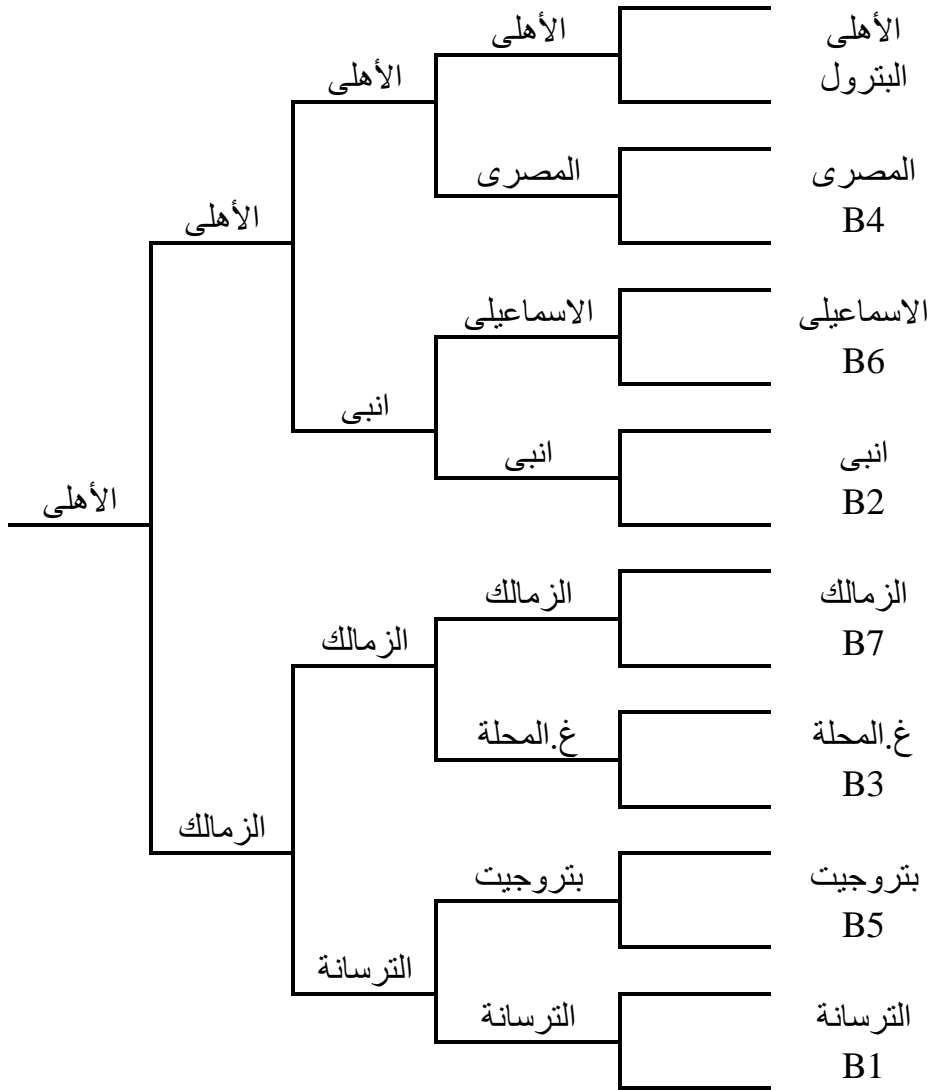 الأهلى
البترول
المصرى
B4
الاسماعيلى
B6
انبى
B2
الزمالك
B7
غ.المحلة
B3
بتروجيت
B5
الترسانة
B1
الأهلى
المصرى
الاسماعيلى
انبى
الزمالك
غ.المحلة
بتروجيت
الترسانة
الأهلى
انبى
الزمالك
الترسانة
الأهلى
الزمالك
الأهلى